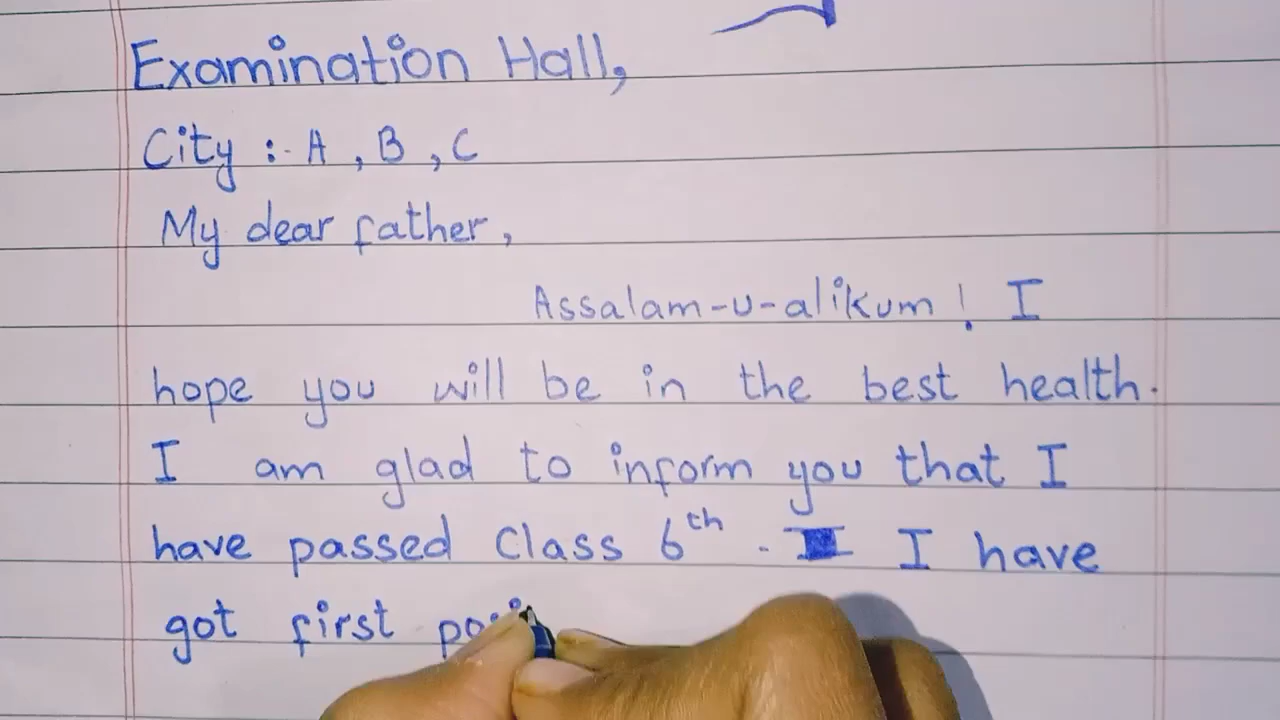 Examination Hall,
City :- A , B , C
My dear father,
Assalam-u-alikum ! I
hope you will be in the best health.
I am glad to inform you that I
have passed Class 6th . I have
got first